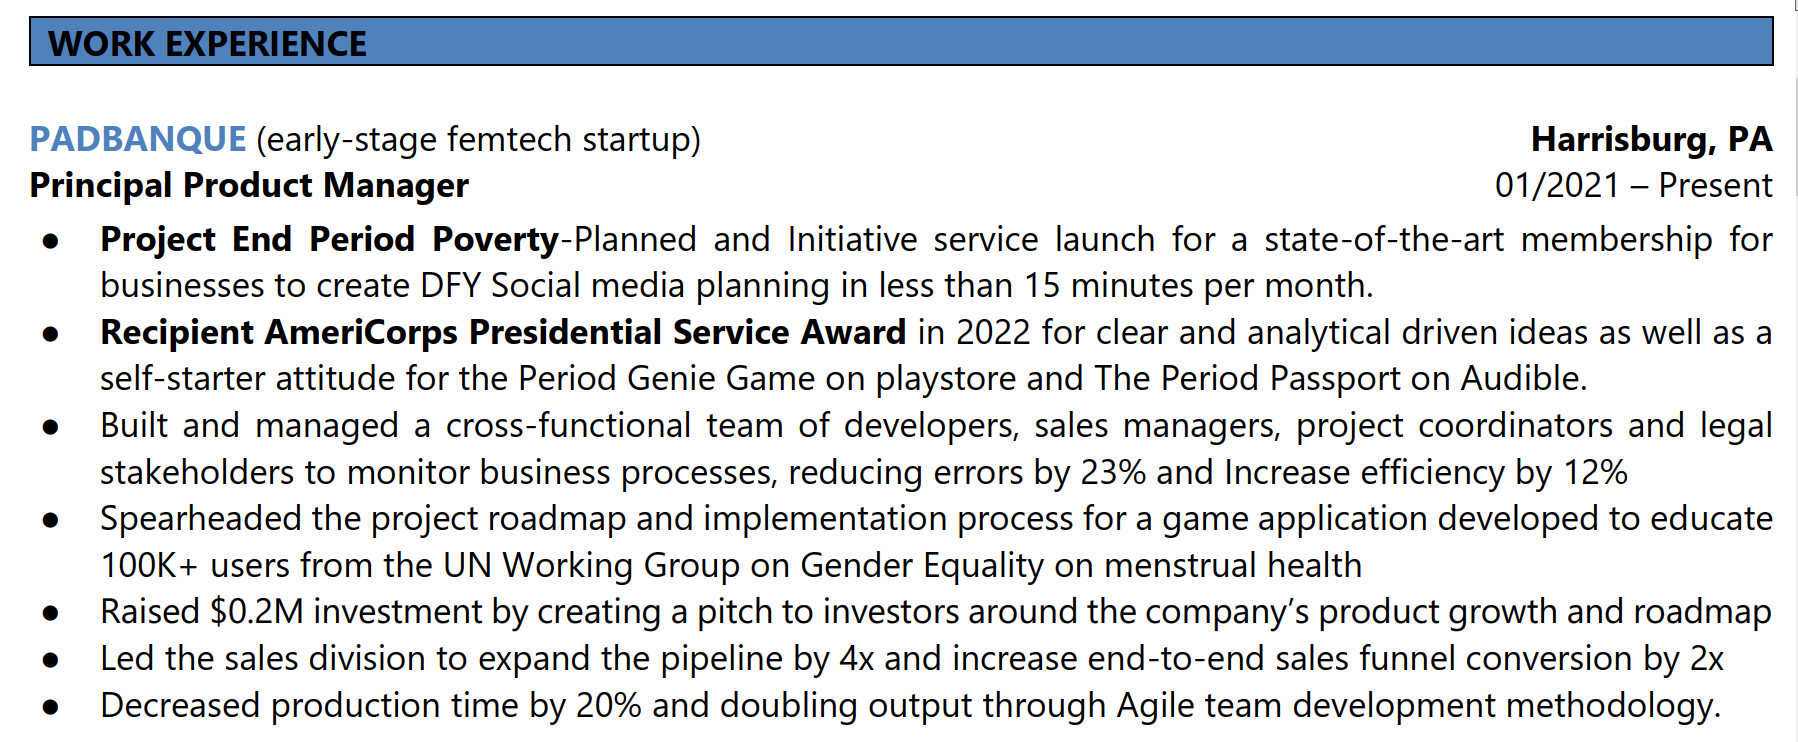 WORK EXPERIENCE
PADBANQUE (early-stage femtech startup) Harrisburg, PA
Principal Product Manager 01/2021 – Present
● Project End Period Poverty-Planned and Initiative service launch for a state-of-the-art membership for
businesses to create DFY Social media planning in less than 15 minutes per month.
● Recipient AmeriCorps Presidential Service Award in 2022 for clear and analytical driven ideas as well as a
self-starter attitude for the Period Genie Game on playstore and The Period Passport on Audible.
● Built and managed a cross-functional team of developers, sales managers, project coordinators and legal
stakeholders to monitor business processes, reducing errors by 23% and Increase efficiency by 12%
● Spearheaded the project roadmap and implementation process for a game application developed to educate
100K+ users from the UN Working Group on Gender Equality on menstrual health
● Raised $0.2M investment by creating a pitch to investors around the company’s product growth and roadmap
● Led the sales division to expand the pipeline by 4x and increase end-to-end sales funnel conversion by 2x
● Decreased production time by 20% and doubling output through Agile team development methodology.